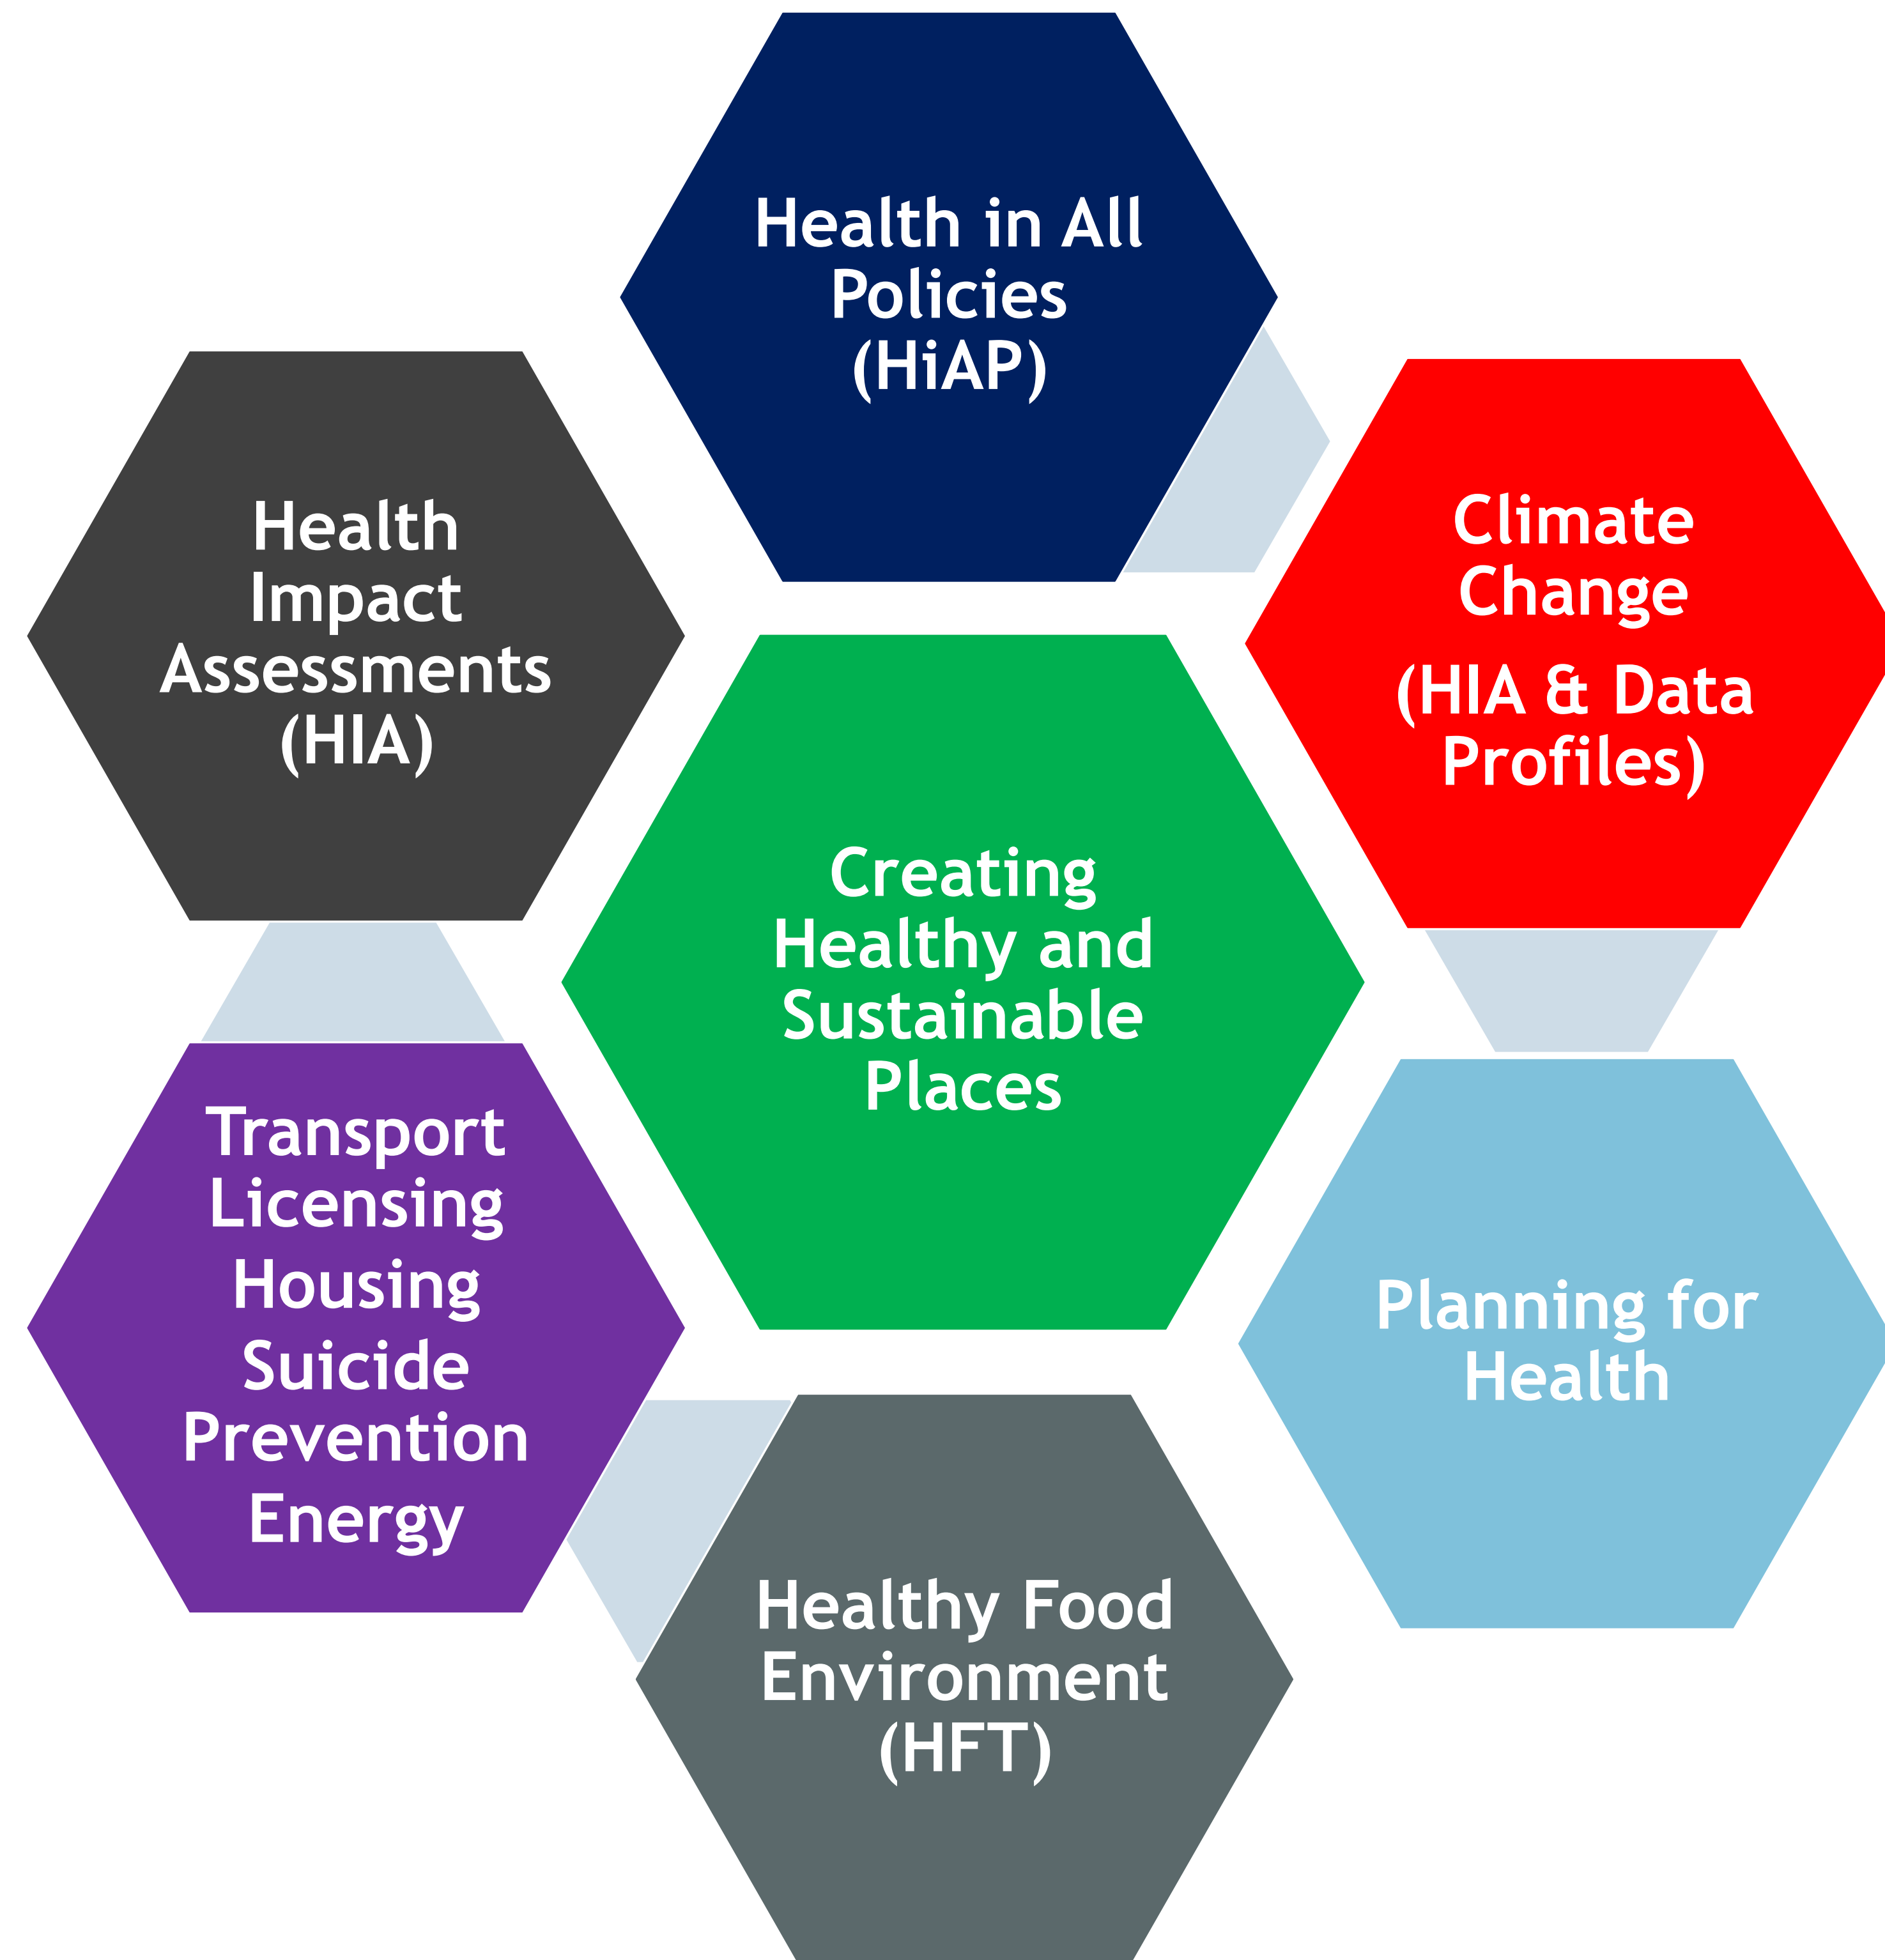 Health in All
Policies
(HiAP)
Health
Impact
Assessments
(HIA)
Climate
Change
(HIA & Data
Profiles)
Creating
Healthy and
Sustainable
Places
Transport
Licensing
Housing
Suicide
Prevention
Energy
Planning for
Health
Healthy Food
Environment
(HFT)